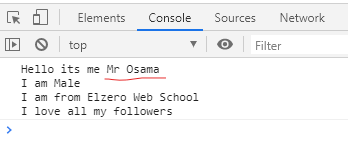 Elements Console Sources Network
top Filter
Hello its me Mr Osama
I am Male
I am from Elzero Web School
I love all my followers